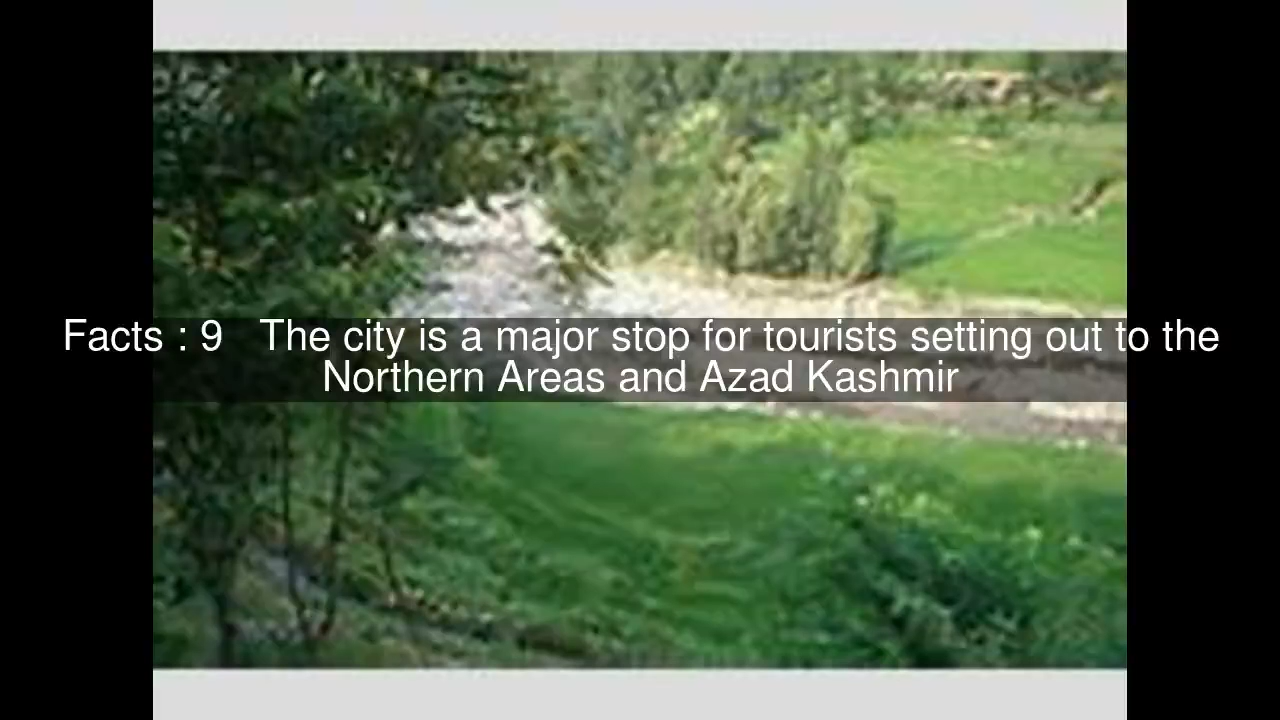 Facts : 9   The city is a major stop for tourists setting out to the
Northern Areas and Azad Kashmir